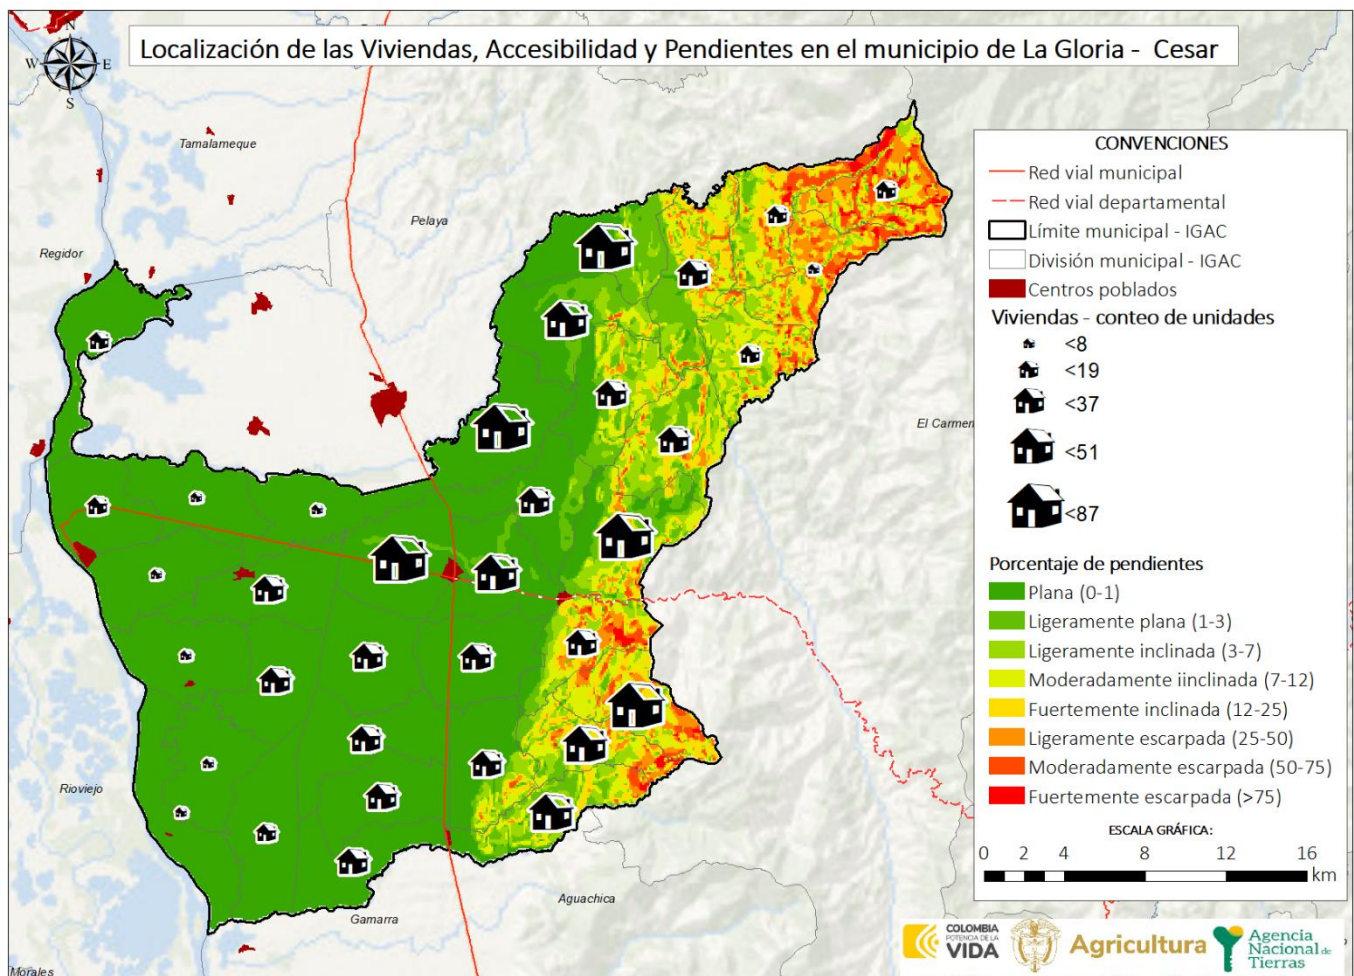 Localización de las Viviendas, Accesibilidad y Pendientes en el municipio de La Gloria - Cesar
N
W
E
S
Tamalameque
Pelaya
Regidor
El Carmen
Rioviejo
Aguachica
Gamarra
Morales
CONVENCIONES
Red vial municipal
Red vial departamental
Límite municipal - IGAC
División municipal - IGAC
Centros poblados
Viviendas - conteo de unidades
<8
<19
<37
<51
<87
Porcentaje de pendientes
Plana (0-1)
Ligeramente plana (1-3)
Ligeramente inclinada (3-7)
Moderadamente iinclinada (7-12)
Fuertemente inclinada (12-25)
Ligeramente escarpada (25-50)
Moderadamente escarpada (50-75)
Fuertemente escarpada (>75)
ESCALA GRÁFICA:
0 2 4 8 12 16
km
COLOMBIA
POTENCIA DE LA
VIDA
Agricultura
Agencia
Nacional de
Tierras